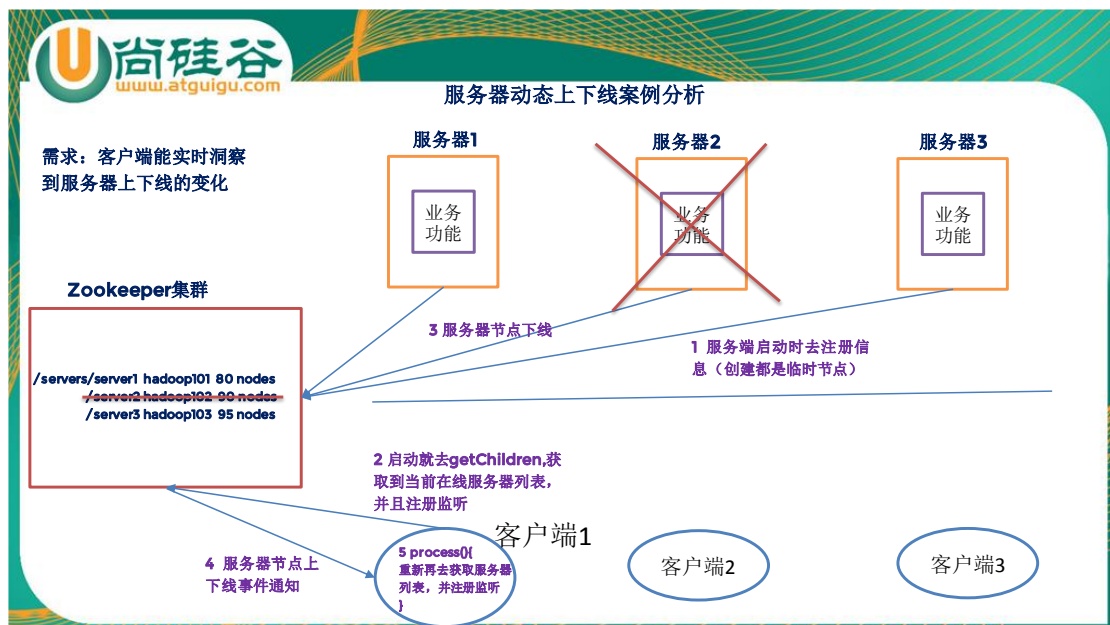 尚硅谷
www.atguigu.com
服务器动态上下线案例分析
需求：客户端能实时洞察
到服务器上下线的变化
服务器1
服务器2
服务器3
业务
功能
业务
功能
业务
功能
Zookeeper集群
3 服务器节点下线
1 服务端启动时去注册信
息（创建都是临时节点）
/servers/server1 hadoop101 80 nodes
/server2 hadoop102 90 nodes
/server3 hadoop103 95 nodes
2 启动就去getChildren,获
取到当前在线服务器列表，
并且注册监听
客户端1
4 服务器节点上
下线事件通知
5 process(){
重新再去获取服务器
列表，并注册监听
}
客户端2
客户端3